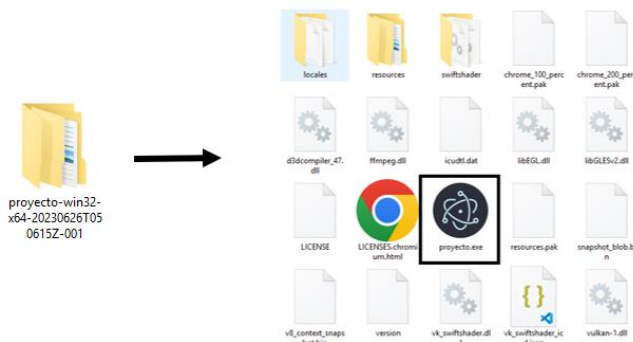 locales resources swiftshader chrome_100_perc chrome_200_per
ent.pak ent.pak
d3dcompiler_47. ffmpeg.dll icudtl.dat libEGL.dll libGLESv2.dll
dll
proyecto-win32-
x64-20230626T05
0615Z-001
LICENSE LICENSES.chromi proyecto.exe resources.pak snapshot_blob.b
um.html n
v8_context_snaps version vk_swiftshader.dl vk_swiftshader_ic vulkan-1.dll